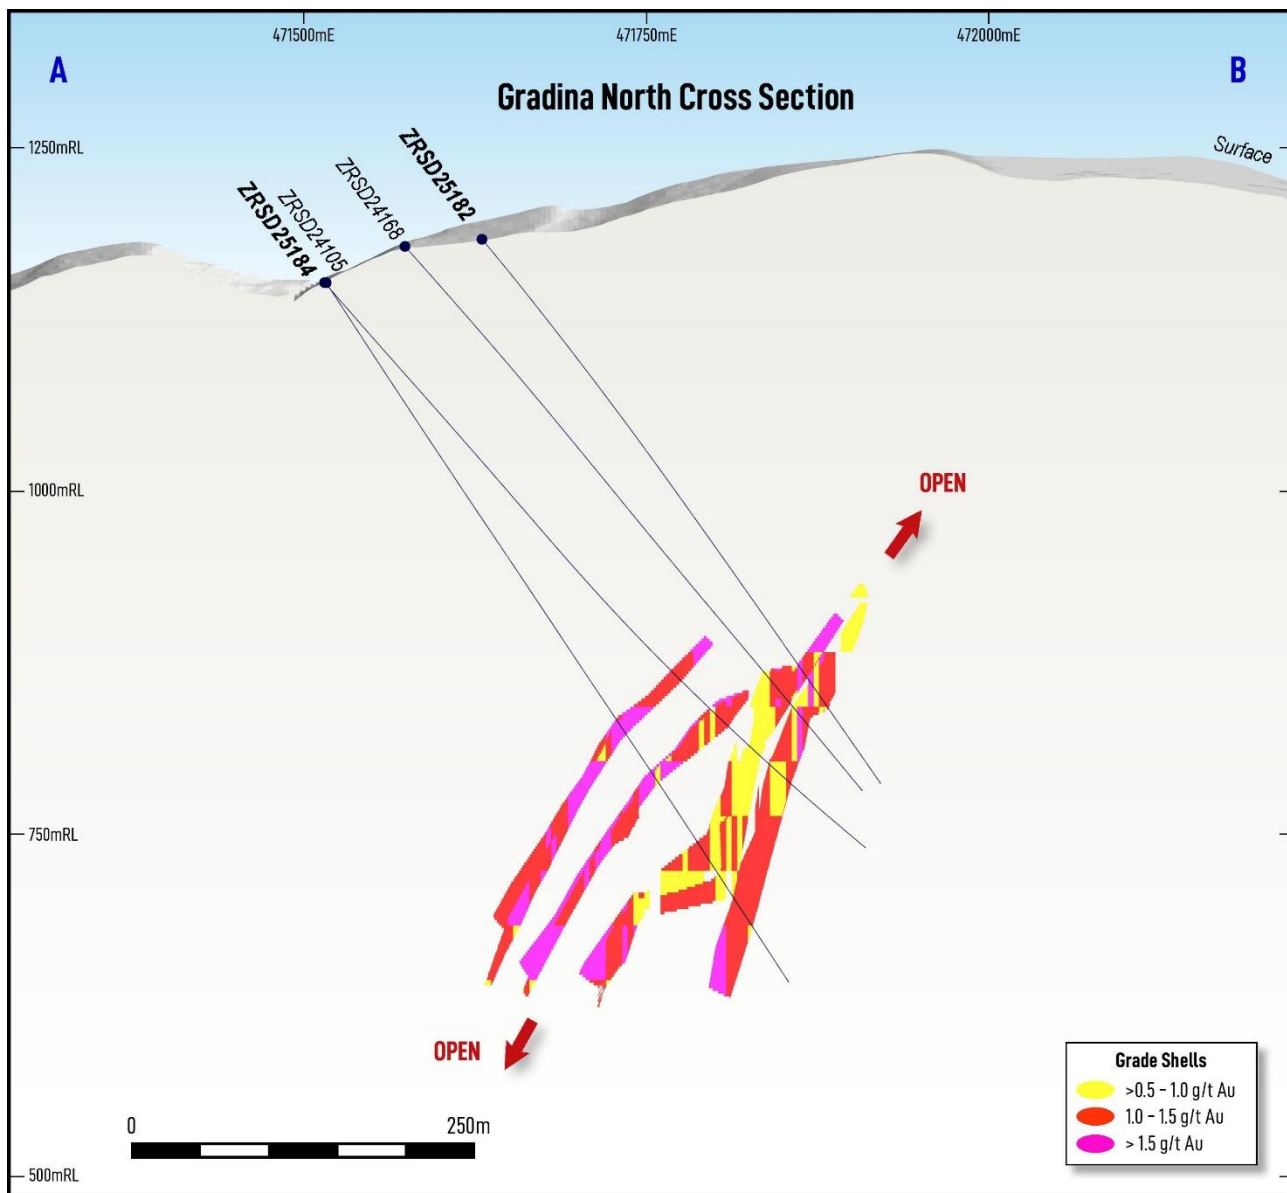 471500mE
471750mE
472000mE
A
B
Gradina North Cross Section
1250mRL
Surface
ZRSD25182
ZRSD24168
ZRSD24105
ZRSD25184
1000mRL
OPEN
750mRL
OPEN
Grade Shells
>0.5 – 1.0 g/t Au
1.0 – 1.5 g/t Au
> 1.5 g/t Au
0
250m
500mRL